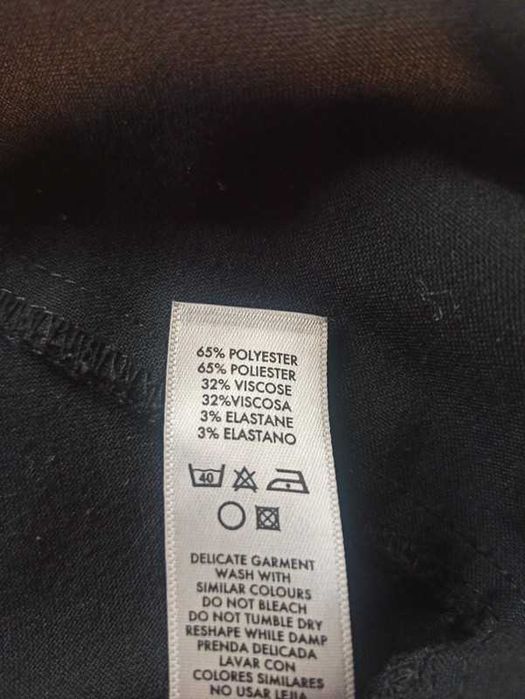 65% POLYESTER
65% POLIESTER
32% VISCOSE
32%VISCOSA
3% ELASTANE
3% ELASTANO
40
DELICATE GARMENT
WASH WITH
SIMILAR COLOURS
DO NOT BLEACH
DO NOT TUMBLE DRY
RESHAPE WHILE DAMP
PRENDA DELICADA
LAVAR CON
COLORES SIMILARES
NO USAR LEJIA